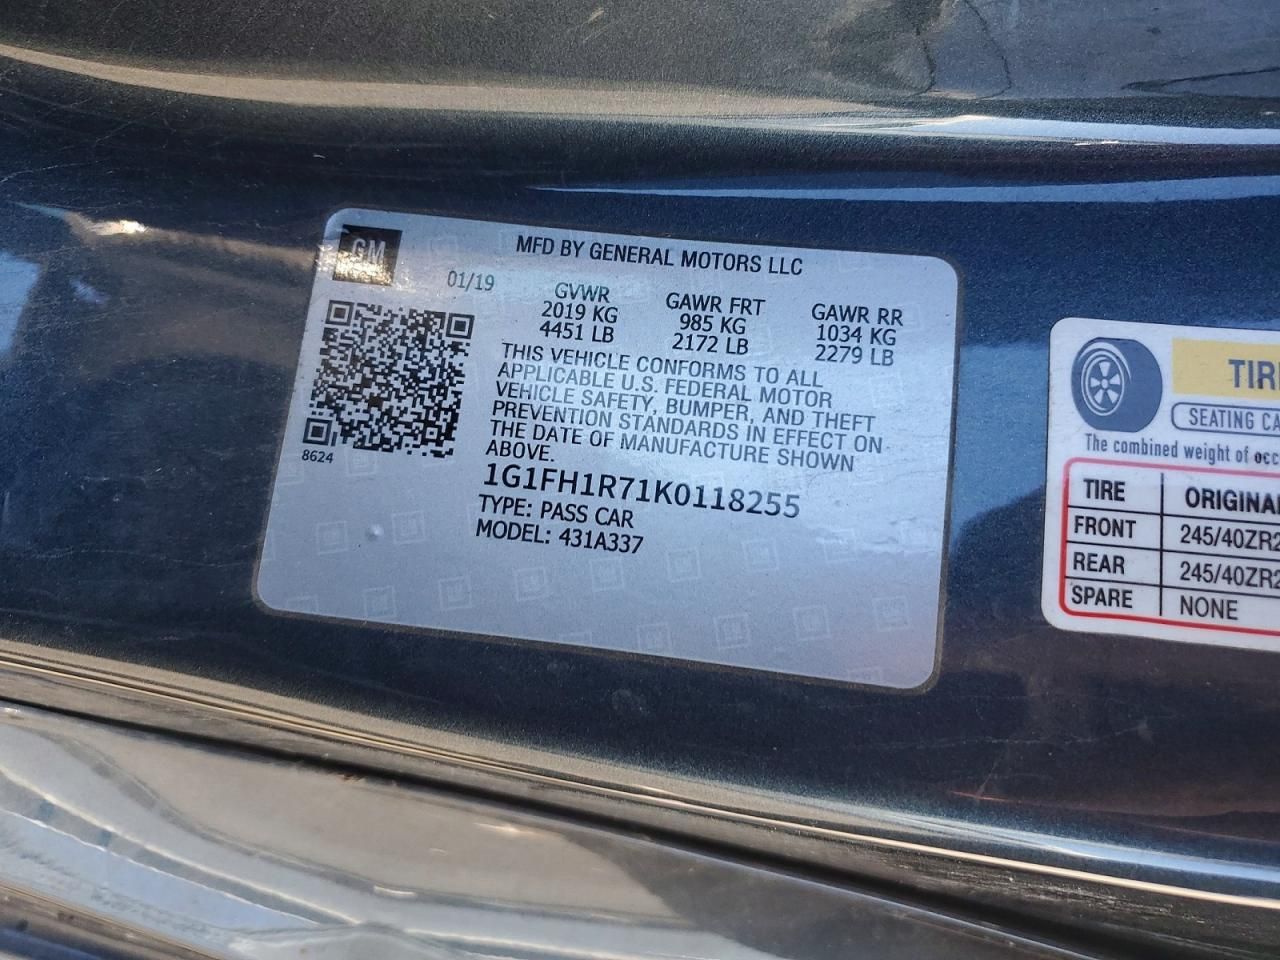 GM
MFD BY GENERAL MOTORS LLC
01/19
GVWR
2019 KG
4451 LB
GAWR FRT
985 KG
2172 LB
GAWR RR
1034 KG
2279 LB
THIS VEHICLE CONFORMS TO ALL
APPLICABLE U.S. FEDERAL MOTOR
VEHICLE SAFETY, BUMPER, AND THEFT
PREVENTION STANDARDS IN EFFECT ON
THE DATE OF MANUFACTURE SHOWN
ABOVE.
8624
1G1FH1R71K0118255
TYPE: PASS CAR
MODEL: 431A337
TIR
SEATING CA
The combined weight of occ
TIRE ORIGINA
FRONT 245/40ZR2
REAR 245/40ZR2
SPARE NONE